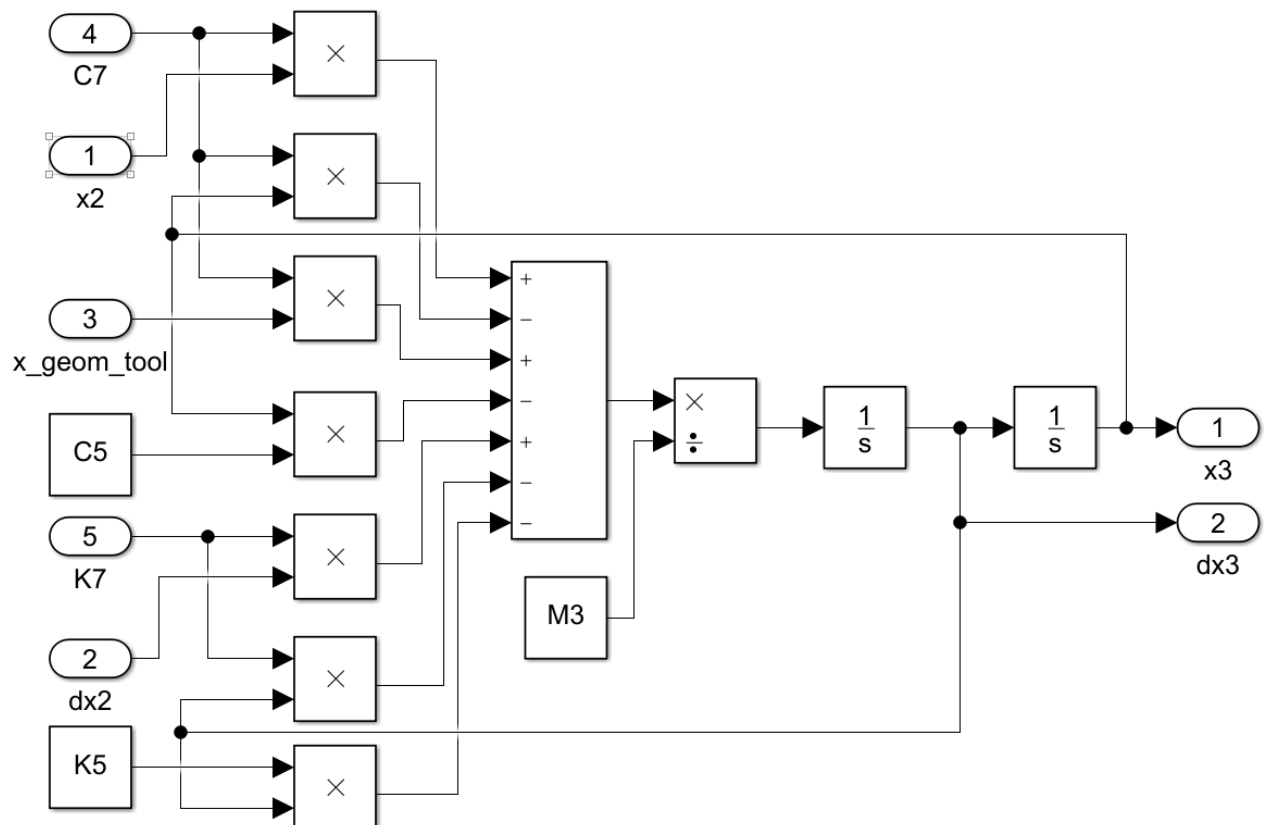 4
C7
×
1
x2
×
3
x_geom_tool
×
C5
×
5
K7
×
2
dx2
×
K5
×
+
−
+
−
+
−
−
M3
×
÷
1
s
1
s
1
x3
2
dx3